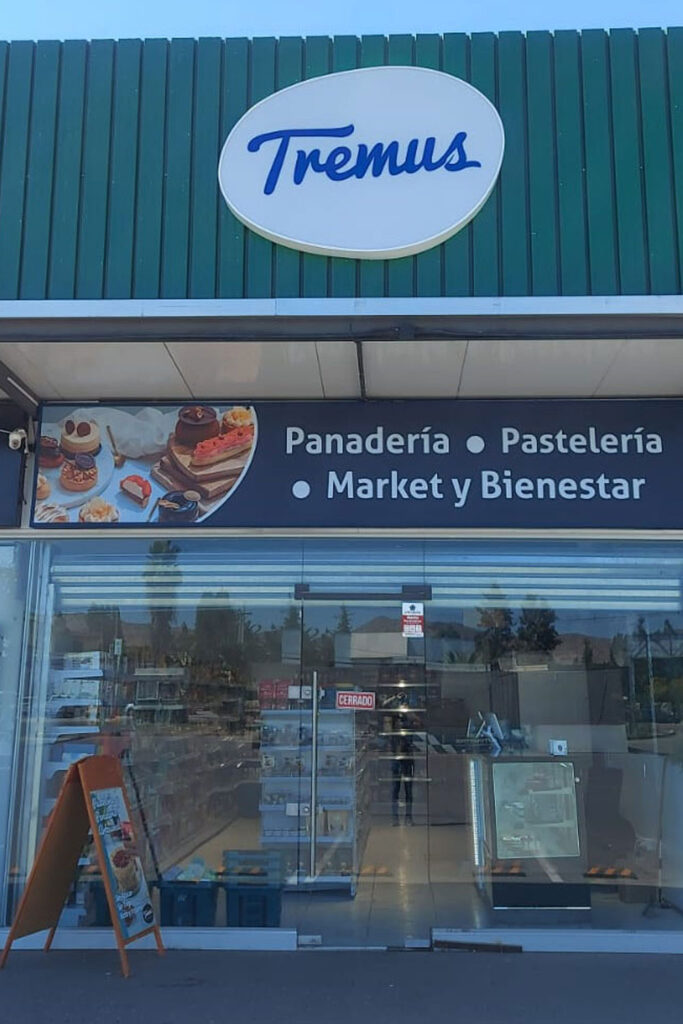 Tremus
Panadería • Pastelería
• Market y Bienestar
CERRADO